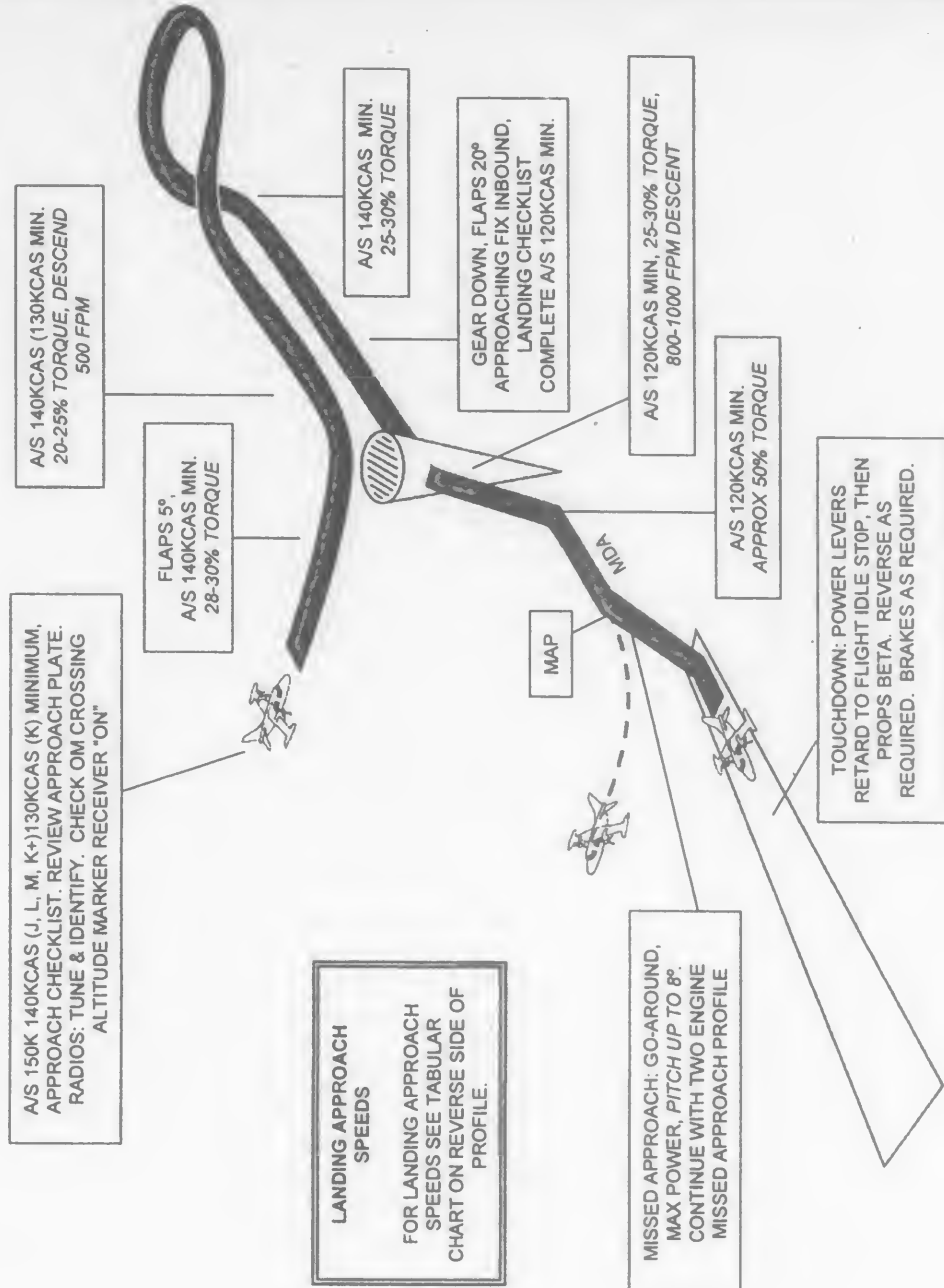 A/S 150K 140KCAS (J, L, M, K+)130KCAS (K) MINIMUM,
APPROACH CHECKLIST. REVIEW APPROACH PLATE.
RADIOS: TUNE & IDENTIFY. CHECK OM CROSSING
ALTITUDE MARKER RECEIVER "ON"
FLAPS 5°,
A/S 140KCAS MIN.
28-30% TORQUE
A/S 140KCAS (130KCAS MIN.
20-25% TORQUE, DESCEND
500 FPM
A/S 140KCAS MIN.
25-30% TORQUE
GEAR DOWN, FLAPS 20°
APPROACHING FIX INBOUND,
LANDING CHECKLIST
COMPLETE A/S 120KCAS MIN.
A/S 120KCAS MIN, 25-30% TORQUE,
800-1000 FPM DESCENT
A/S 120KCAS MIN.
APPROX 50% TORQUE
MDA
MAP
LANDING APPROACH
SPEEDS
FOR LANDING APPROACH
SPEEDS SEE TABULAR
CHART ON REVERSE SIDE OF
PROFILE.
MISSED APPROACH: GO-AROUND,
MAX POWER, PITCH UP TO 8°.
CONTINUE WITH TWO ENGINE
MISSED APPROACH PROFILE
TOUCHDOWN: POWER LEVERS
RETARD TO FLIGHT IDLE STOP, THEN
PROPS BETA. REVERSE AS
REQUIRED. BRAKES AS REQUIRED.